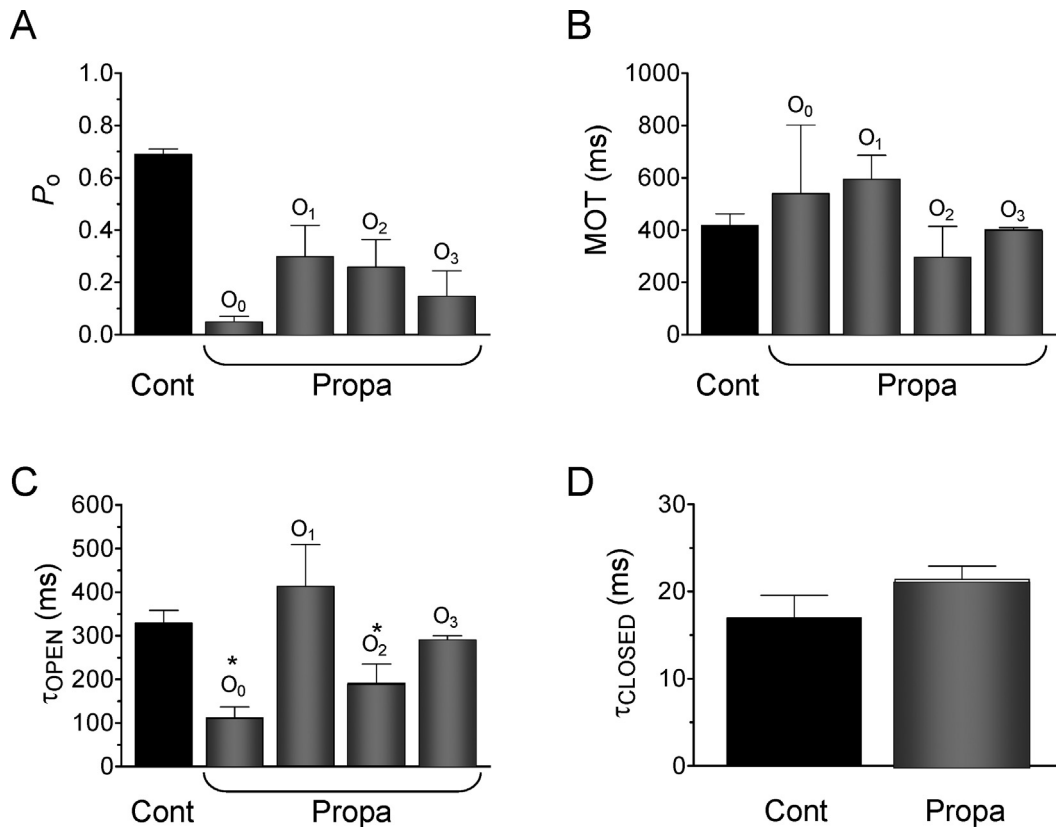 A
P₀
1.0
0.8
0.6
0.4
0.2
0.0
O₀
O₁
O₂
O₃
Cont
Propa
B
MOT (ms)
1000
800
600
400
200
0
O₀
O₁
O₂
O₃
Cont
Propa
C
τOPEN (ms)
600
500
400
300
200
100
0
*
O₀
O₁
*
O₂
O₃
Cont
Propa
D
τCLOSED (ms)
30
20
10
0
Cont
Propa